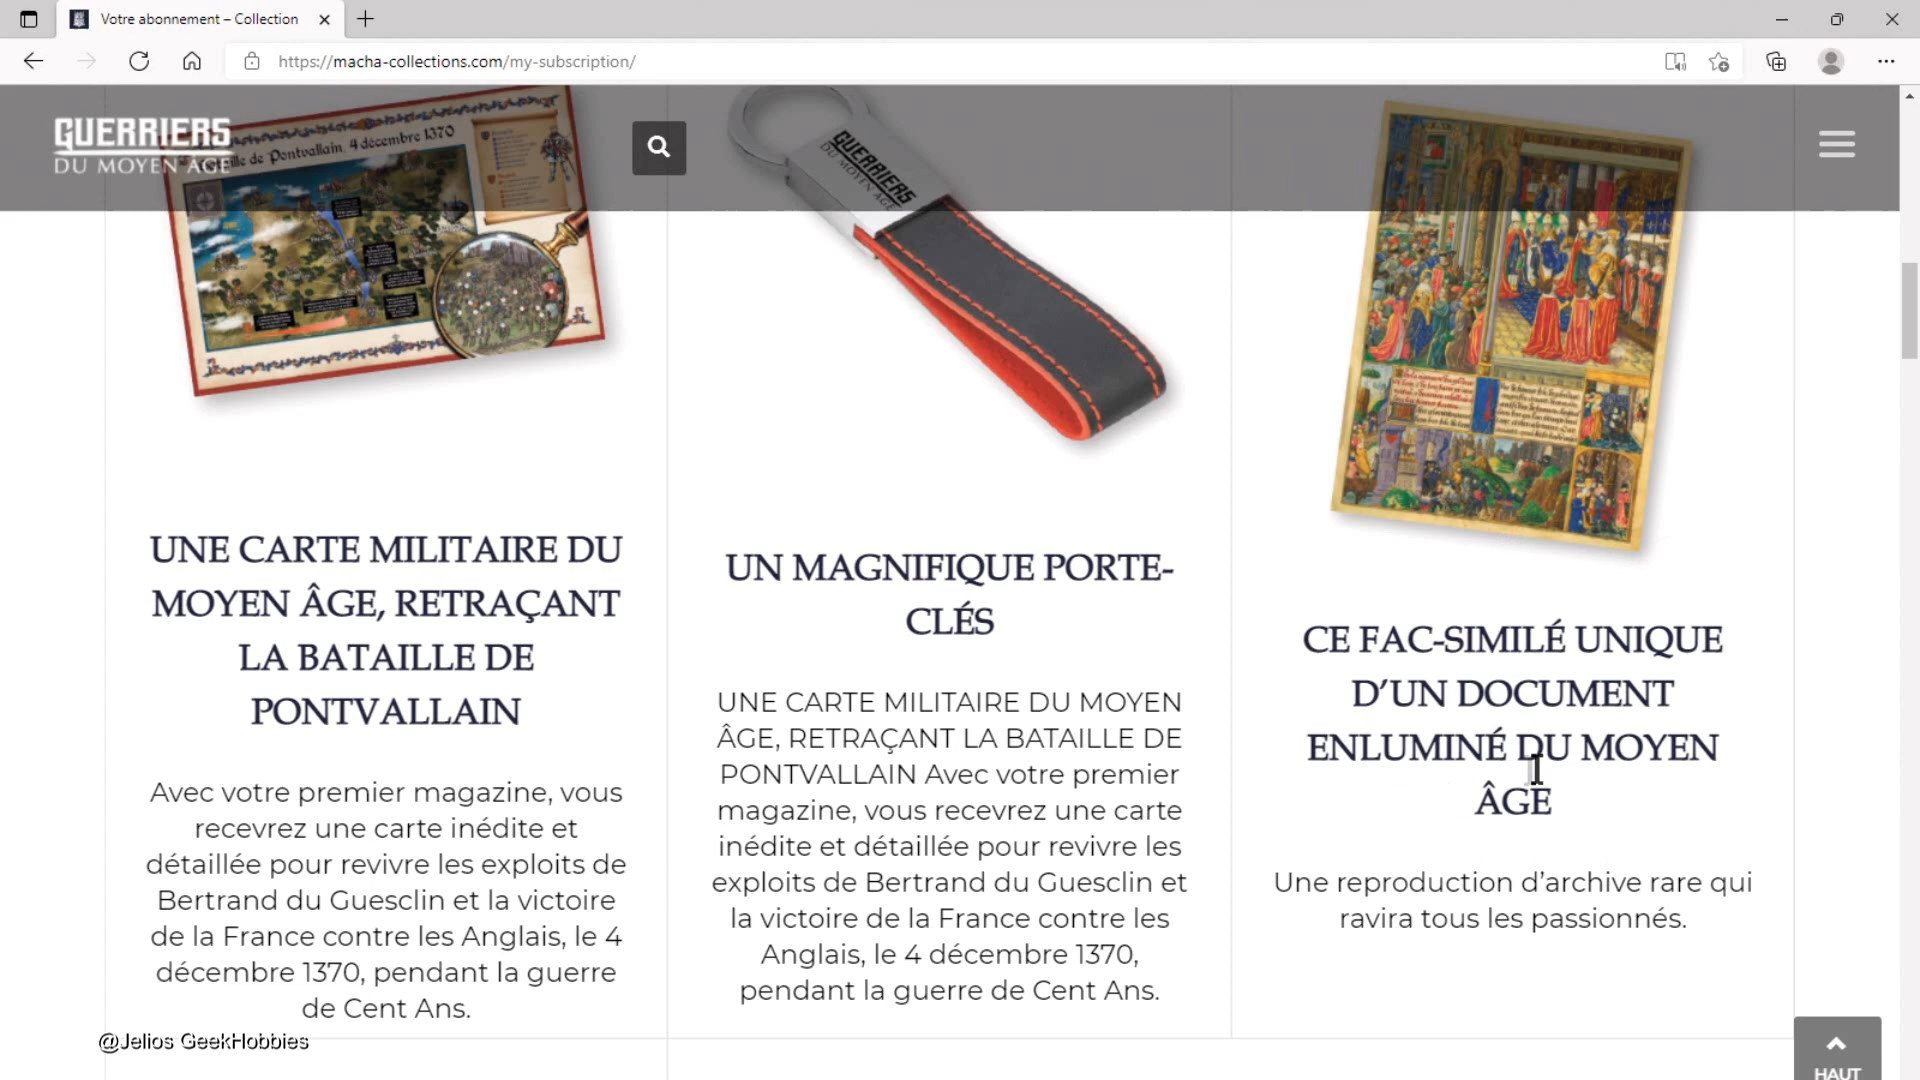 Votre abonnement – Collection
https://macha-collections.com/my-subscription/
GUERRIERS
DU MOYEN ÂGE
Bataille de Pontvallain, 4 décembre 1370
GUERRIERS
DU MOYEN ÂGE
UNE CARTE MILITAIRE DU
MOYEN ÂGE, RETRAÇANT
LA BATAILLE DE
PONTVALLAIN
Avec votre premier magazine, vous
recevrez une carte inédite et
détaillée pour revivre les exploits de
Bertrand du Guesclin et la victoire
de la France contre les Anglais, le 4
décembre 1370, pendant la guerre
de Cent Ans.
UN MAGNIFIQUE PORTE-
CLÉS
UNE CARTE MILITAIRE DU MOYEN
ÂGE, RETRAÇANT LA BATAILLE DE
PONTVALLAIN Avec votre premier
magazine, vous recevrez une carte
inédite et détaillée pour revivre les
exploits de Bertrand du Guesclin et
la victoire de la France contre les
Anglais, le 4 décembre 1370,
pendant la guerre de Cent Ans.
CE FAC-SIMILÉ UNIQUE
D'UN DOCUMENT
ENLUMINÉ DU MOYEN
ÂGE
Une reproduction d'archive rare qui
ravira tous les passionnés.
@Jelios GeekHobbies
HAUT